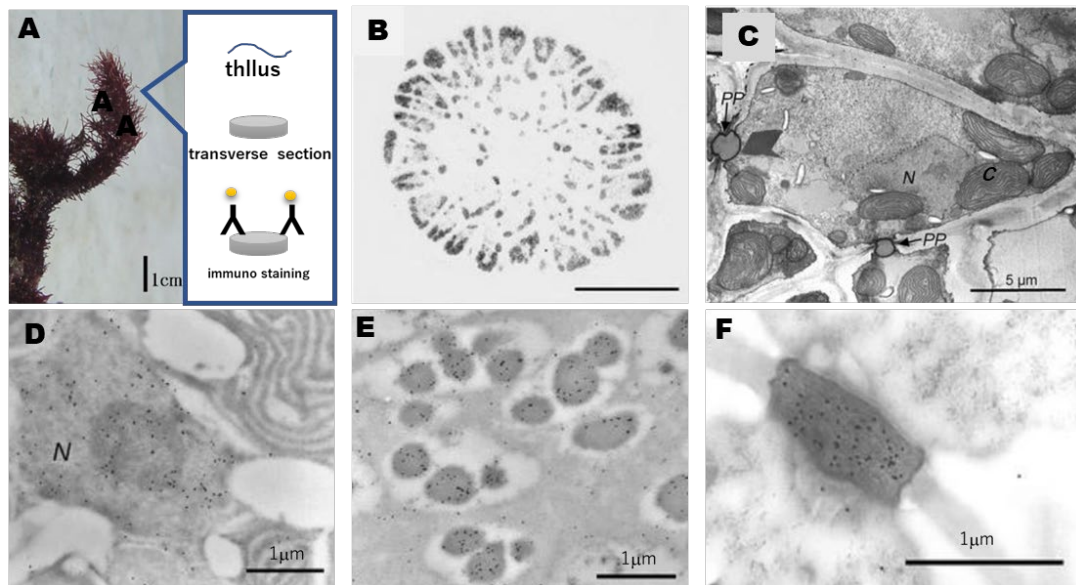 A
A
A
1cm
thllus
transverse section
immuno staining
B
C
PP
N
C
PP
5 µm
D
N
1µm
E
1µm
F
1µm